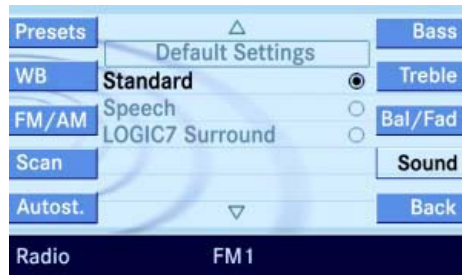 Presets
WB
FM/AM
Scan
Autost.
Default Settings
Standard
Speech
LOGIC7 Surround
Bass
Treble
Bal/Fad
Sound
Back
Radio FM1